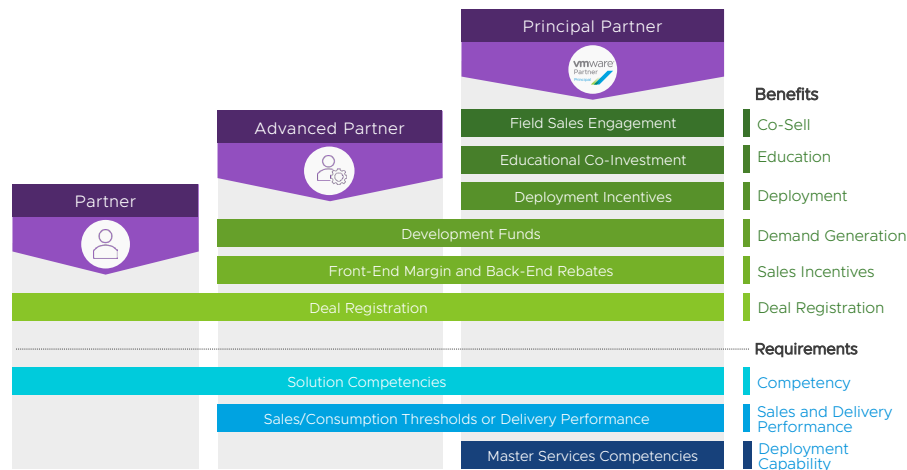 Principal Partner
vmware
Partner
Principal
Benefits
Field Sales Engagement
Co-Sell
Advanced Partner
Educational Co-Investment
Education
Partner
Deployment Incentives
Deployment
Development Funds
Demand Generation
Front-End Margin and Back-End Rebates
Sales Incentives
Deal Registration
Deal Registration
Requirements
Solution Competencies
Competency
Sales/Consumption Thresholds or Delivery Performance
Sales and Delivery
Performance
Master Services Competencies
Deployment
Capability